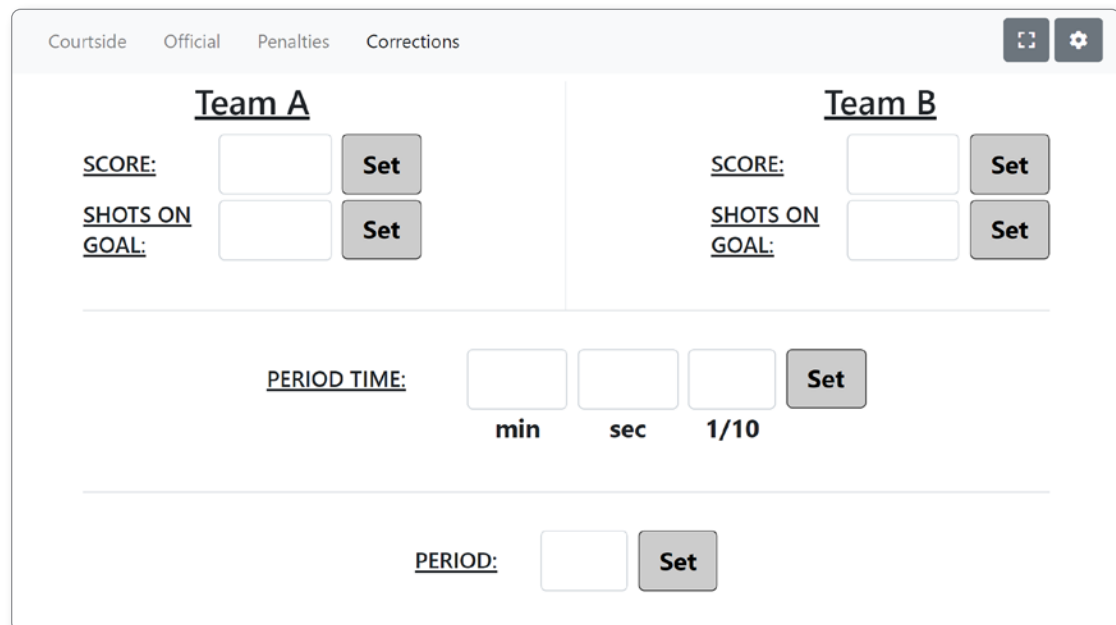 Courtside Official Penalties Corrections
Team A
SCORE: Set
SHOTS ON
GOAL: Set
Team B
SCORE: Set
SHOTS ON
GOAL: Set
PERIOD TIME: Set
min sec 1/10
PERIOD: Set